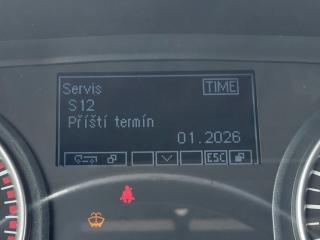 Servis TIME
S12
Příští termín
01.2026
ESC